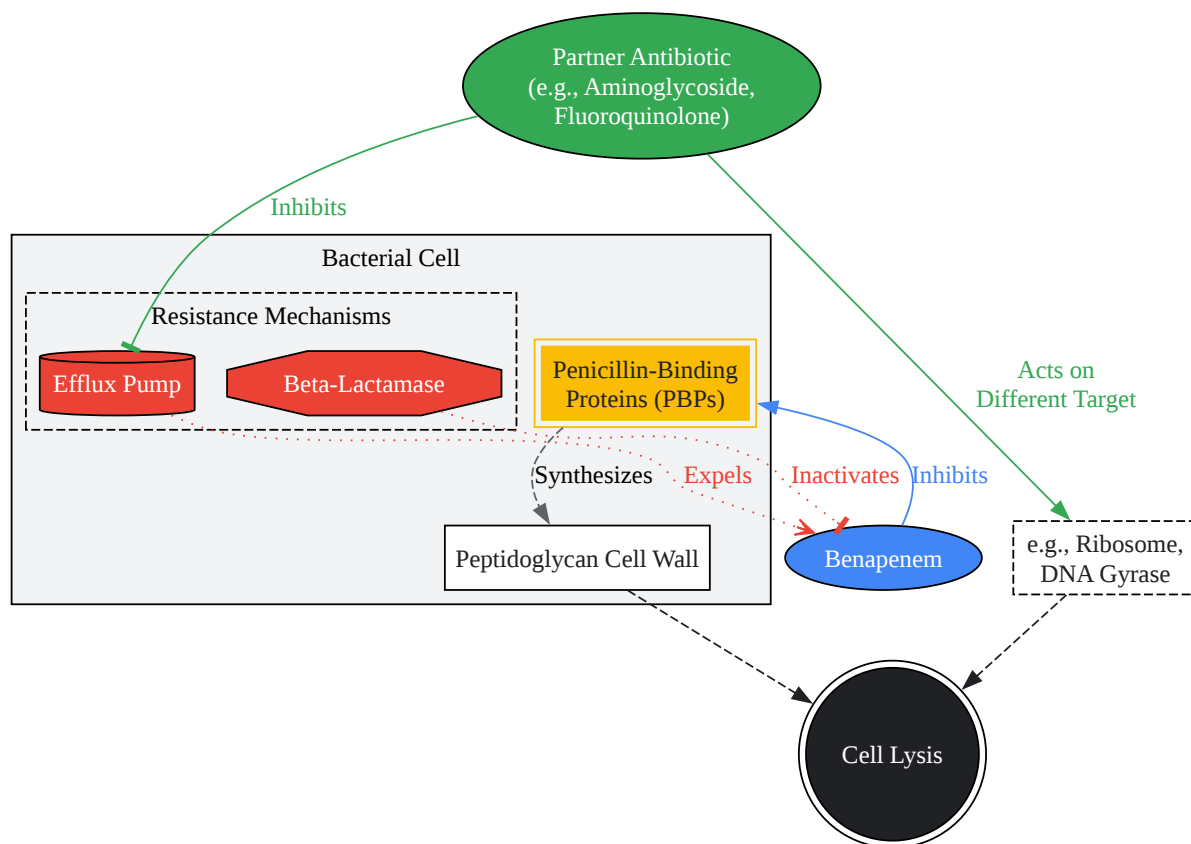 Partner Antibiotic
(e.g., Aminoglycoside,
Fluoroquinolone)
Inhibits
Bacterial Cell
Resistance Mechanisms
Efflux Pump
Beta-Lactamase
Penicillin-Binding
Proteins (PBPs)
Acts on
Different Target
Synthesizes
Expels
Inactivates
Inhibits
Peptidoglycan Cell Wall
Benapenem
e.g., Ribosome,
DNA Gyrase
Cell Lysis